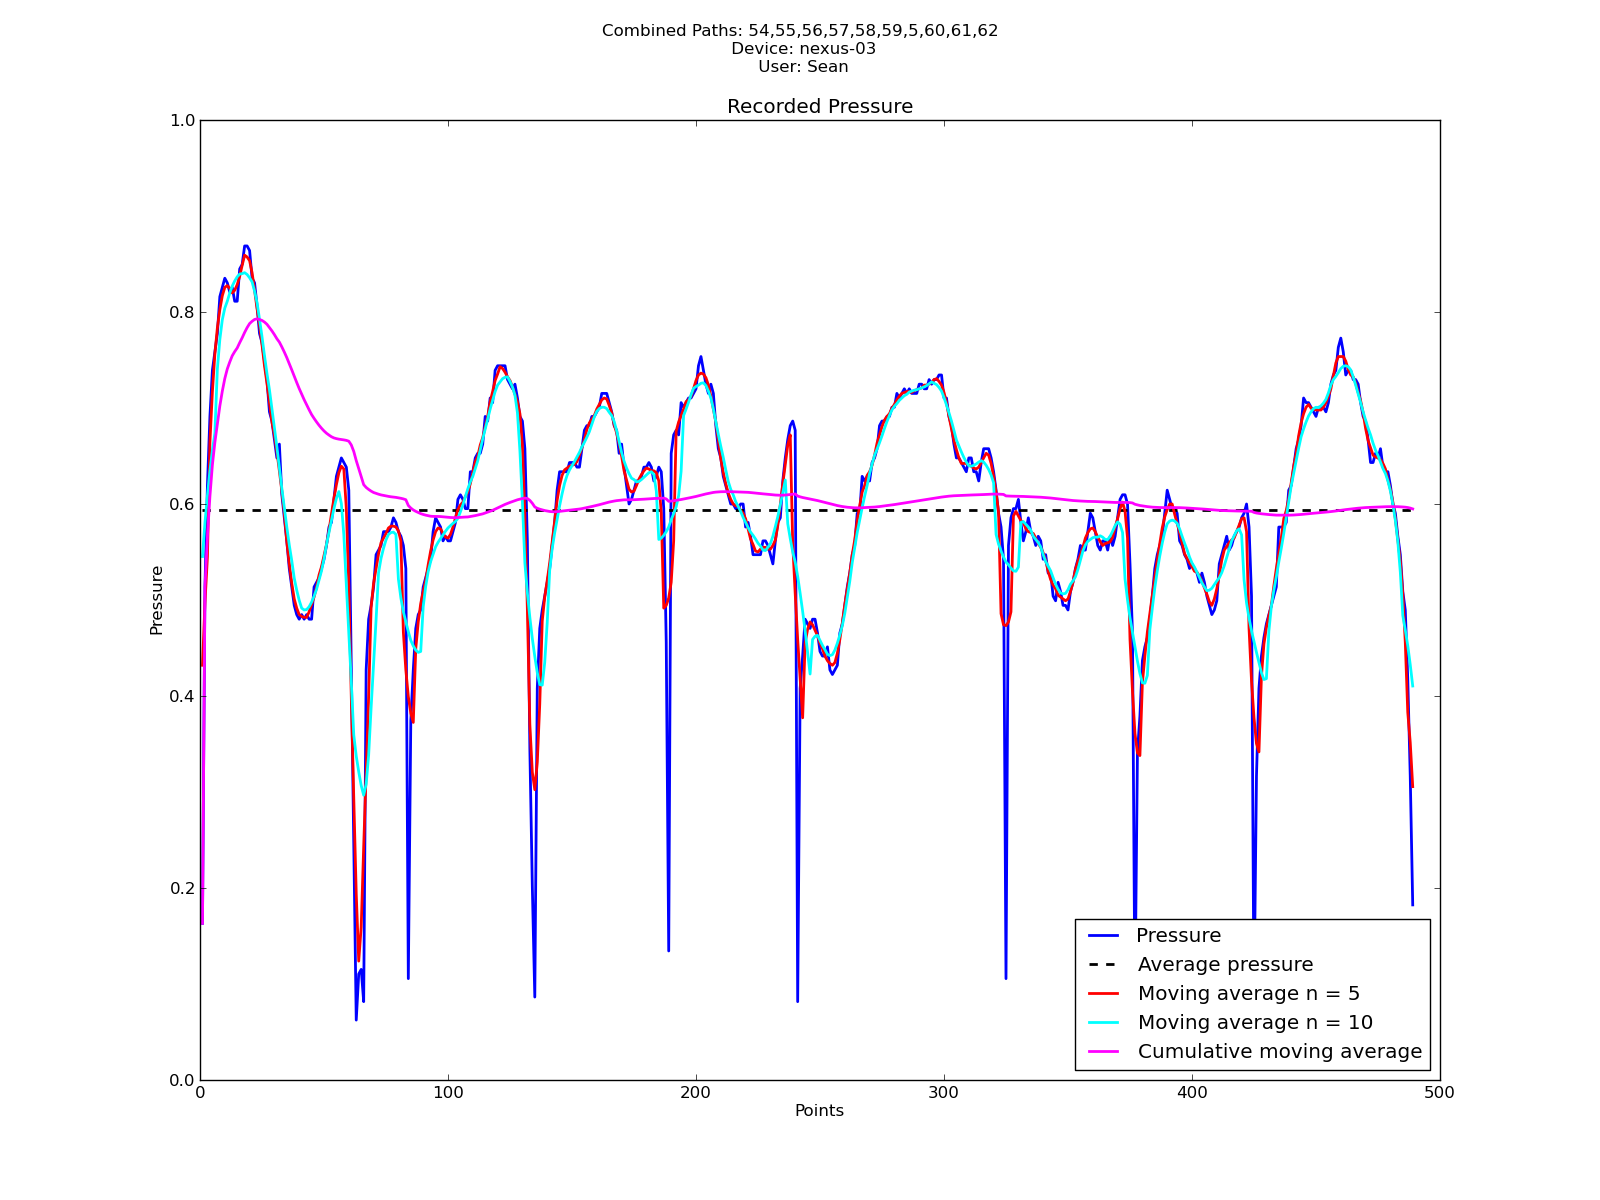 Combined Paths: 54,55,56,57,58,59,5,60,61,62
Device: nexus-03
User: Sean
Recorded Pressure
1.0
0.8
0.6
0.4
0.2
0.0
Pressure
Pressure
Average pressure
Moving average n = 5
Moving average n = 10
Cumulative moving average
0 100 200 300 400 500
Points